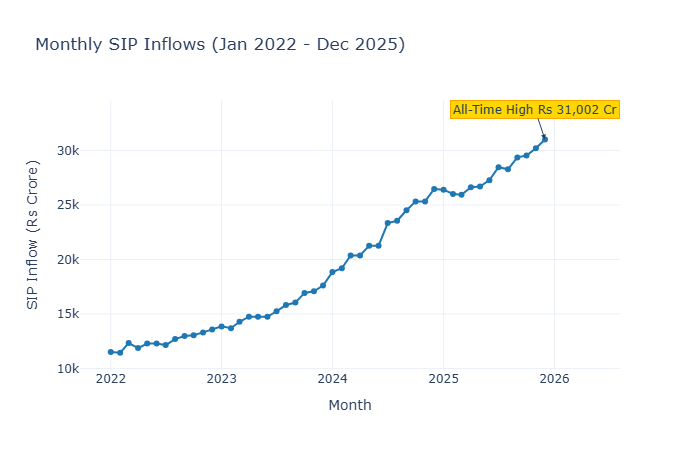 Monthly SIP Inflows (Jan 2022 - Dec 2025)
All-Time High Rs 31,002 Cr
SIP Inflow (Rs Crore)
30k
25k
20k
15k
10k
2022
2023
2024
2025
2026
Month